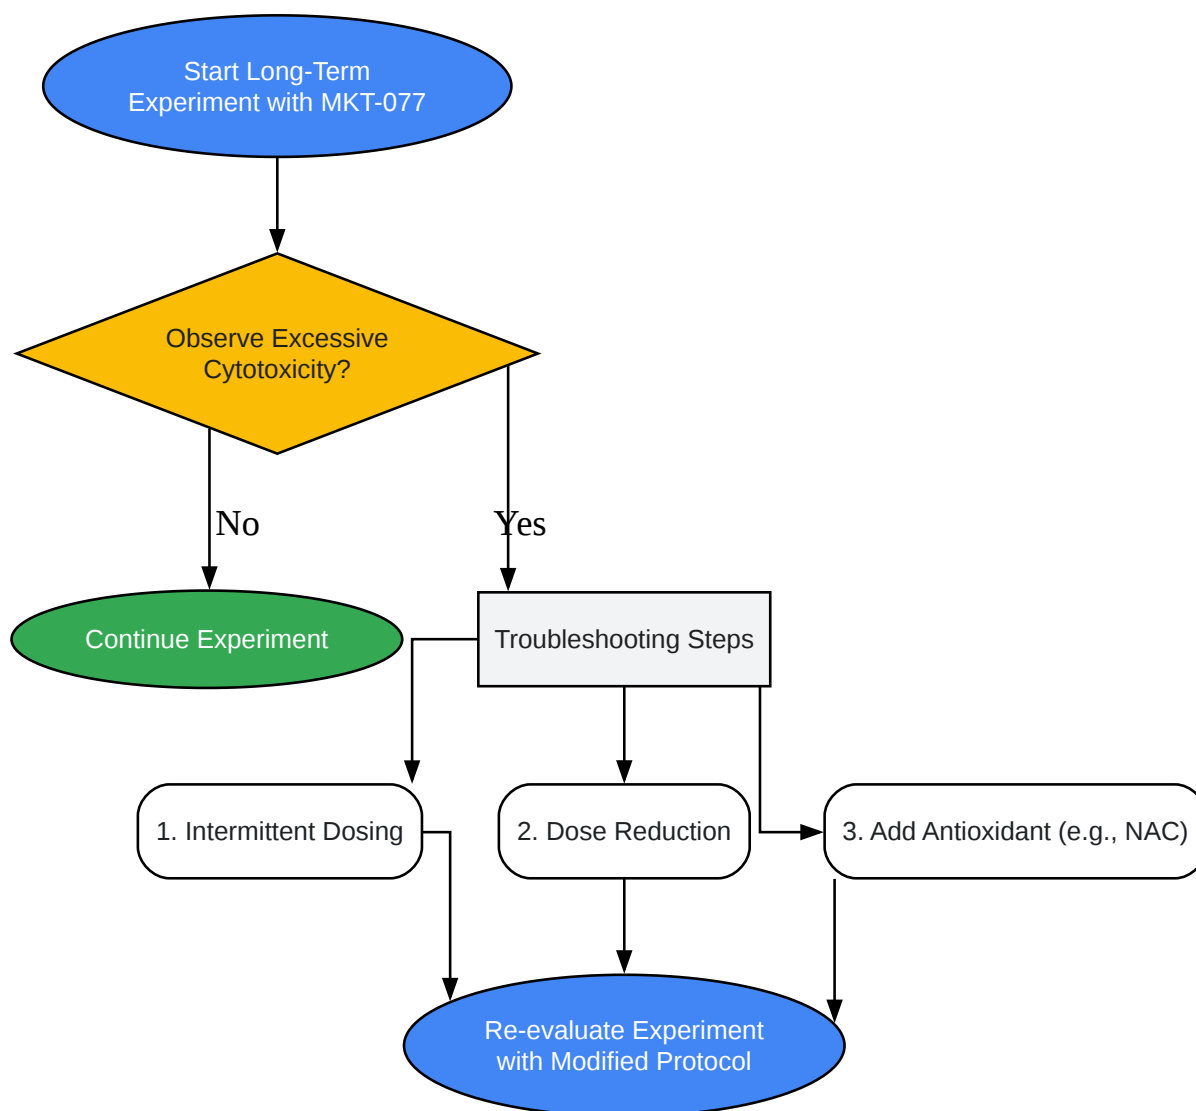 Start Long-Term
Experiment with MKT-077
Observe Excessive
Cytotoxicity?
No
Yes
Continue Experiment
Troubleshooting Steps
1. Intermittent Dosing
2. Dose Reduction
3. Add Antioxidant (e.g., NAC)
Re-evaluate Experiment
with Modified Protocol